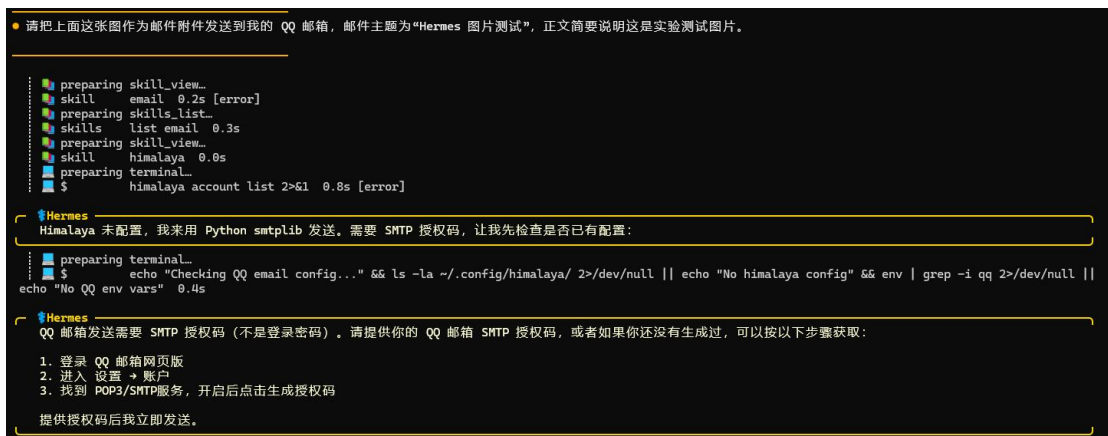 ● 请把上面这张图作为邮件附件发送到我的 QQ 邮箱，邮件主题为“Hermes 图片测试”，正文简要说明这是实验测试图片。
preparing skill_view…
skill email 0.2s [error]
preparing skills_list…
skills list email 0.3s
preparing skill_view…
skill himalaya 0.0s
preparing terminal…
$ himalaya account list 2>&1 0.8s [error]
Hermes
Himalaya 未配置，我来用 Python smtplib 发送。需要 SMTP 授权码，让我先检查是否已有配置：
preparing terminal…
$ echo "Checking QQ email config..." && ls -la ~/.config/himalaya/ 2>/dev/null || echo "No himalaya config" && env | grep -i qq 2>/dev/null ||
echo "No QQ env vars" 0.4s
Hermes
QQ 邮箱发送需要 SMTP 授权码（不是登录密码）。请提供你的 QQ 邮箱 SMTP 授权码，或者如果你还没有生成过，可以按以下步骤获取：
1. 登录 QQ 邮箱网页版
2. 进入 设置 → 账户
3. 找到 POP3/SMTP服务，开启后点击生成授权码
提供授权码后我立即发送。